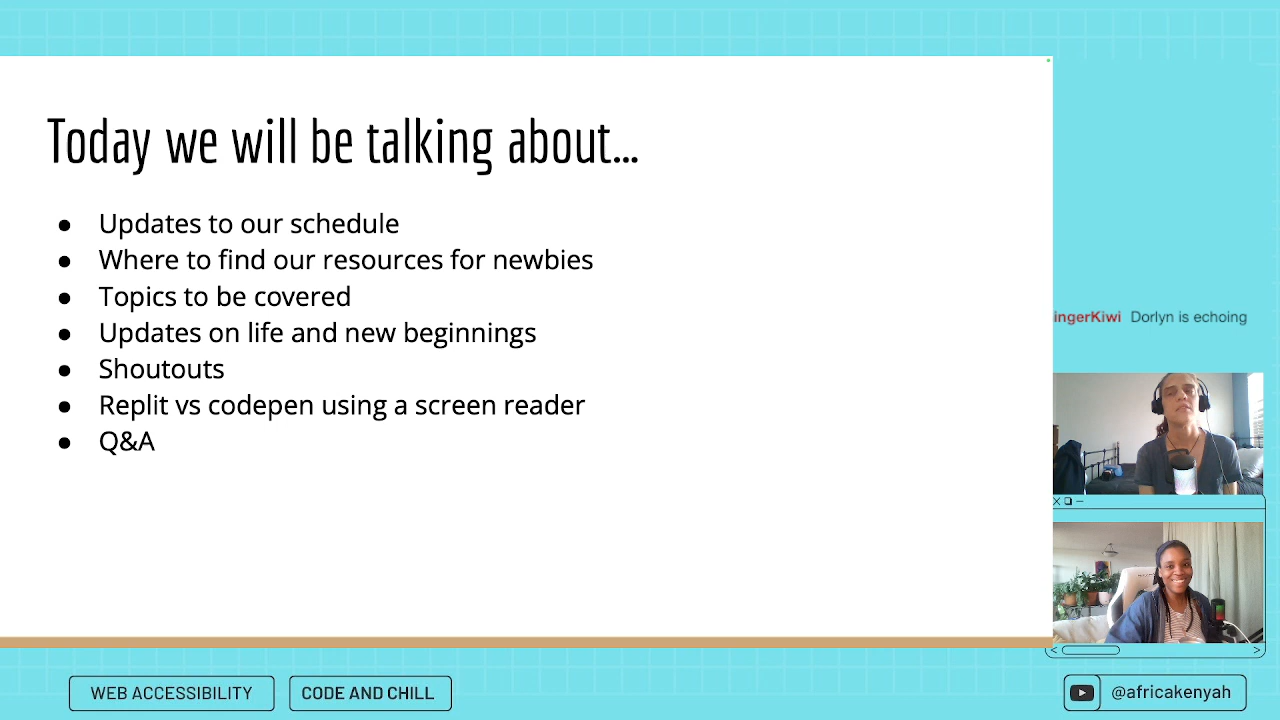 Today we will be talking about...
● Updates to our schedule
● Where to find our resources for newbies
● Topics to be covered
● Updates on life and new beginnings
● Shoutouts
● Replit vs codepen using a screen reader
● Q&A
ingerKiwi Dorlyn is echoing
WEB ACCESSIBILITY
CODE AND CHILL
@africakenyah